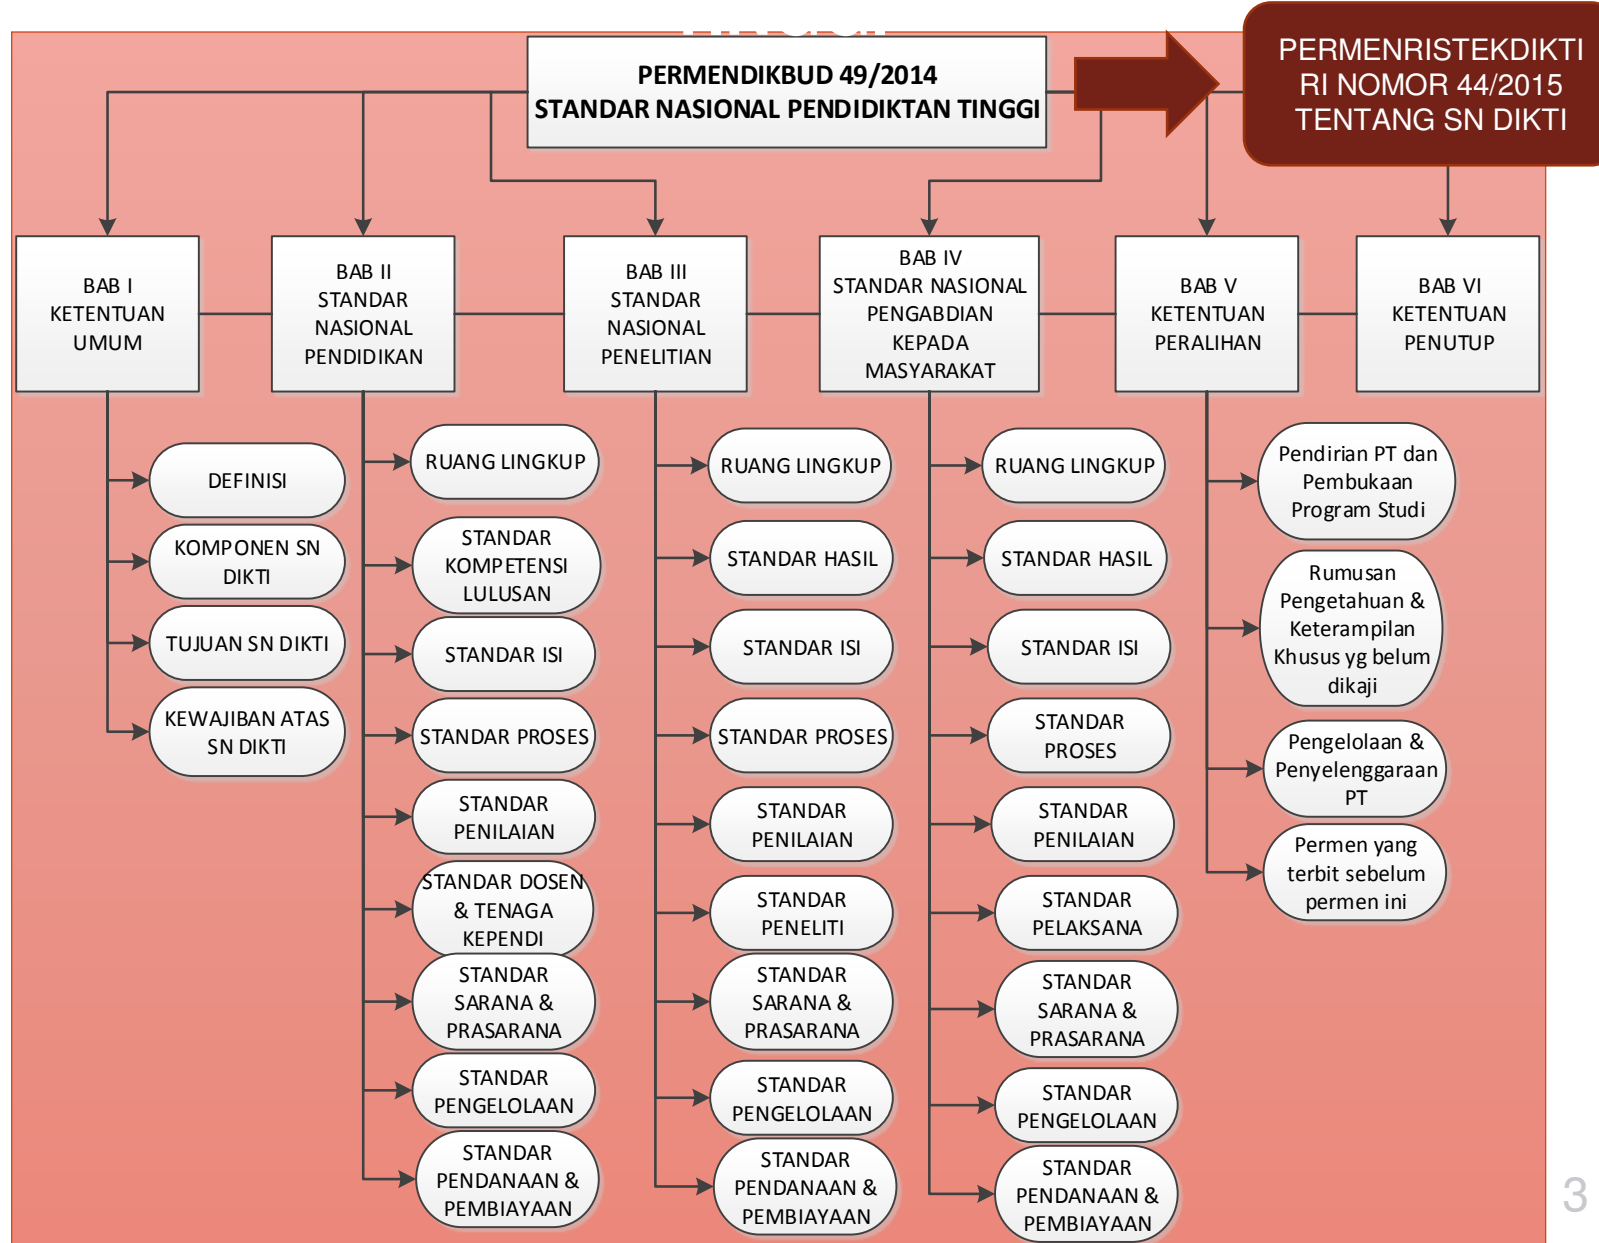 PERMENDIKBUD 49/2014
STANDAR NASIONAL PENDIDIKTAN TINGGI
PERMENRISTEKDIKTI
RI NOMOR 44/2015
TENTANG SN DIKTI
BAB I
KETENTUAN
UMUM
BAB II
STANDAR
NASIONAL
PENDIDIKAN
BAB III
STANDAR
NASIONAL
PENELITIAN
BAB IV
STANDAR NASIONAL
PENGABDIAN
KEPADA
MASYARAKAT
BAB V
KETENTUAN
PERALIHAN
BAB VI
KETENTUAN
PENUTUP
DEFINISI
KOMPONEN SN
DIKTI
TUJUAN SN DIKTI
KEWAJIBAN ATAS
SN DIKTI
RUANG LINGKUP
STANDAR
KOMPETENSI
LULUSAN
STANDAR ISI
STANDAR PROSES
STANDAR
PENILAIAN
STANDAR DOSEN
& TENAGA
KEPENDI
STANDAR
SARANA &
PRASARANA
STANDAR
PENGELOLAAN
STANDAR
PENDANAAN &
PEMBIAYAAN
RUANG LINGKUP
STANDAR HASIL
STANDAR ISI
STANDAR PROSES
STANDAR
PENILAIAN
STANDAR
PENELITI
STANDAR
SARANA &
PRASARANA
STANDAR
PENGELOLAAN
STANDAR
PENDANAAN &
PEMBIAYAAN
RUANG LINGKUP
STANDAR HASIL
STANDAR ISI
STANDAR
PROSES
STANDAR
PENILAIAN
STANDAR
PELAKSANA
STANDAR
SARANA &
PRASARANA
STANDAR
PENGELOLAAN
STANDAR
PENDANAAN &
PEMBIAYAAN
Pendirian PT dan
Pembukaan
Program Studi
Rumusan
Pengetahuan &
Keterampilan
Khusus yg belum
dikaji
Pengelolaan &
Penyelenggaraan
PT
Permen yang
terbit sebelum
permen ini
3